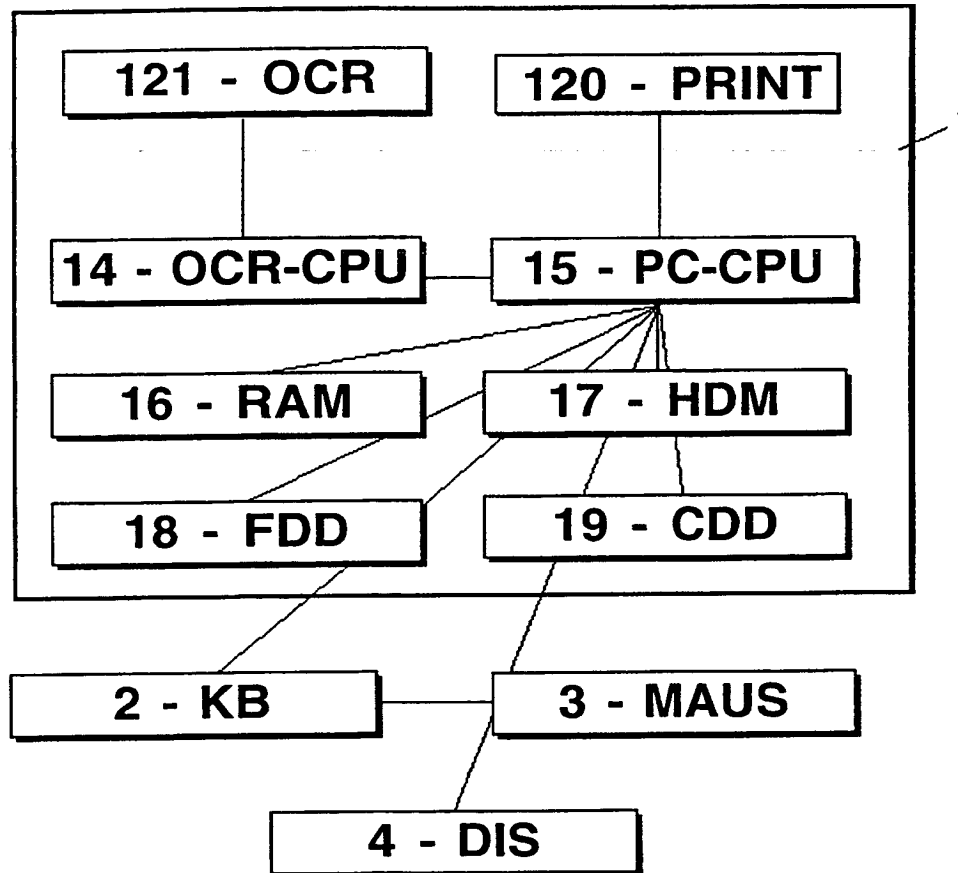 121 - OCR
120 - PRINT
14 - OCR-CPU
15 - PC-CPU
16 - RAM
17 - HDM
18 - FDD
19 - CDD
2 - KB
3 - MAUS
4 - DIS